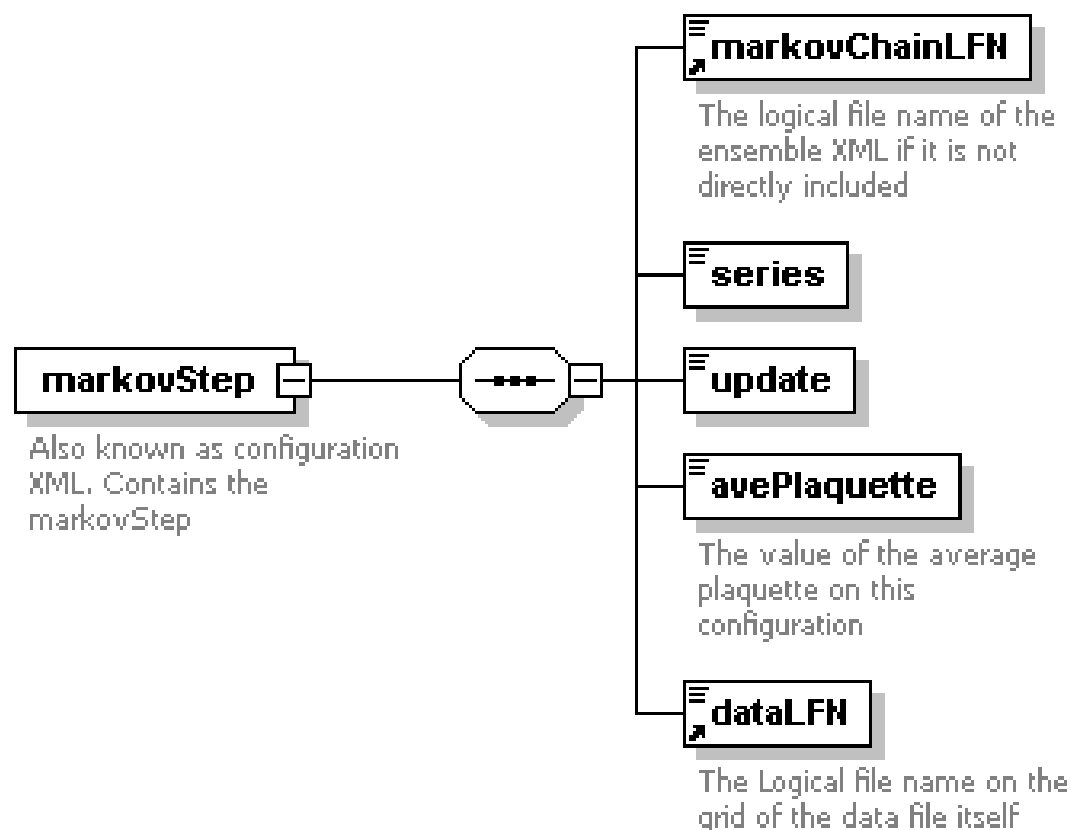 markovChainLFN
The logical file name of the
ensemble XML if it is not
directly included
series
markovStep
Also known as configuration
XML. Contains the
markovStep
update
avePlaquette
The value of the average
plaquette on this
configuration
dataLFN
The Logical file name on the
grid of the data file itself